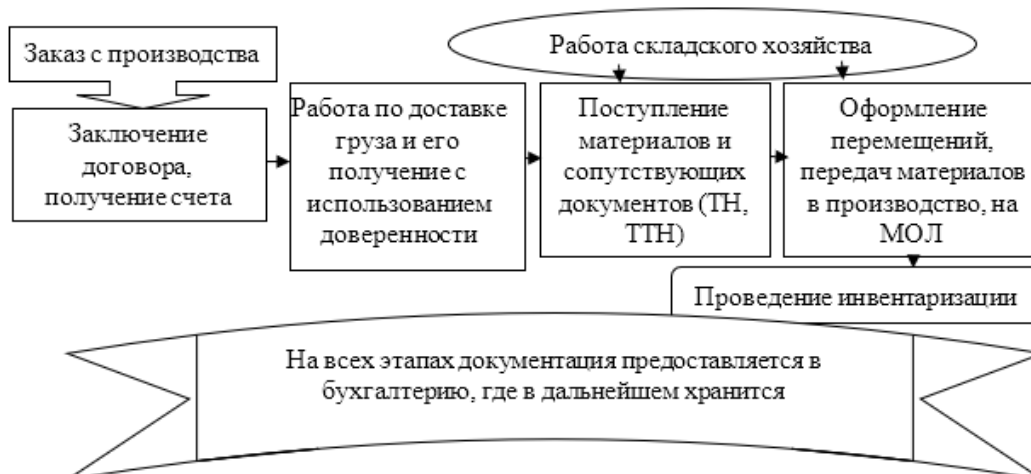 Заказ с производства
Заключение
договора,
получение счета
Работа по доставке
груза и его
получение с
использованием
доверенности
Работа складского хозяйства
Поступление
материалов и
сопутствующих
документов (ТН,
ТТН)
Оформление
перемещений,
передач материалов
в производство, на
МОЛ
Проведение инвентаризации
На всех этапах документация предоставляется в
бухгалтерию, где в дальнейшем хранится